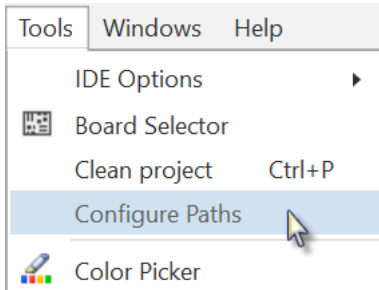 Tools Windows Help
IDE Options
Board Selector
Clean project Ctrl+P
Configure Paths
Color Picker